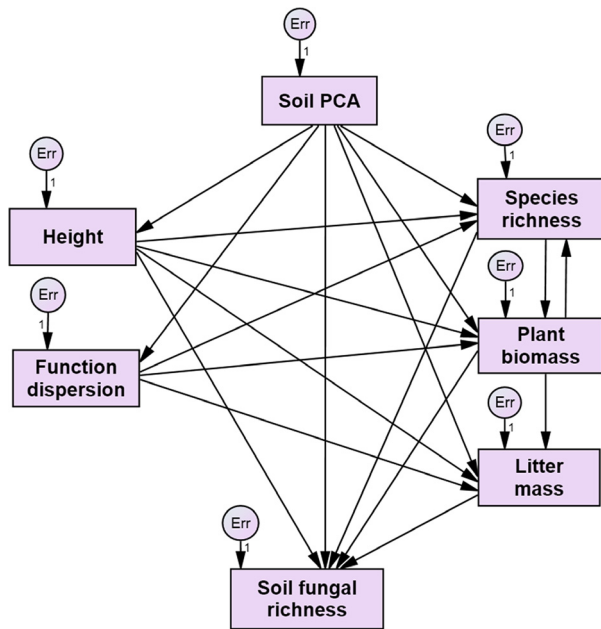 Err
1
Soil PCA
Err
1
Height
Err
1
Species
richness
Err
1
Function
dispersion
Err
1
Plant
biomass
Err
1
Litter
mass
Err
1
Soil fungal
richness